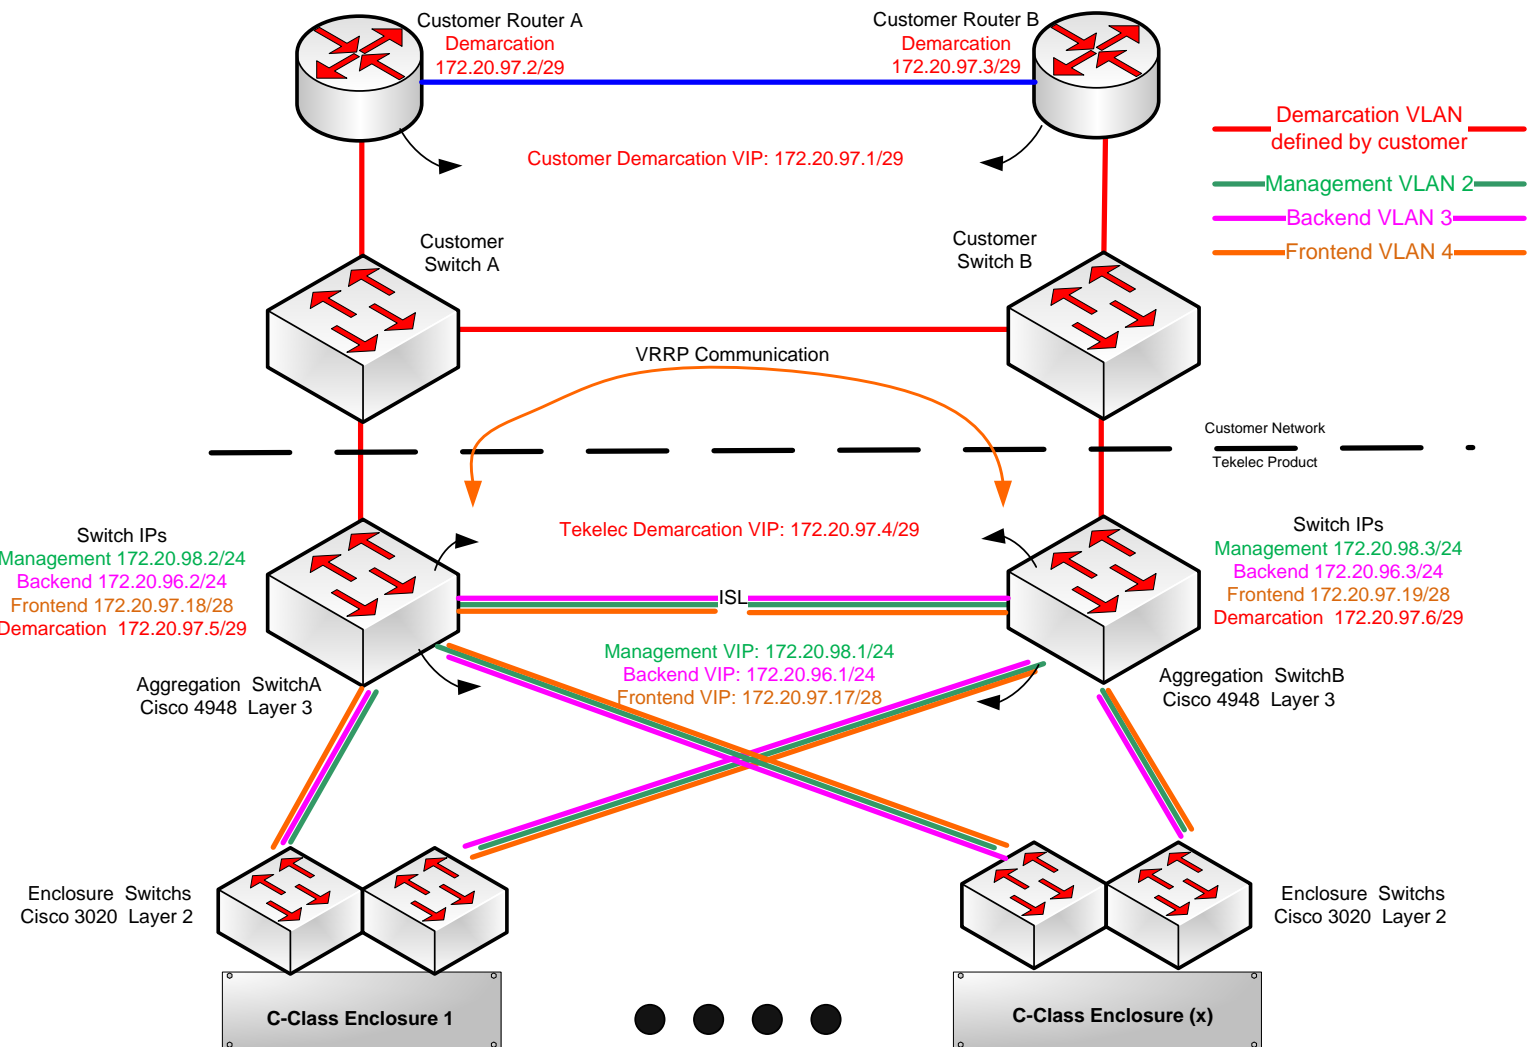 Customer Router A
Demarcation
172.20.97.2/29
Customer Router B
Demarcation
172.20.97.3/29
Demarcation VLAN
defined by customer
Management VLAN 2
Backend VLAN 3
Frontend VLAN 4
Customer Demarcation VIP: 172.20.97.1/29
Customer
Switch A
Customer
Switch B
VRRP Communication
Customer Network
Tekelec Product
Switch IPs
Management 172.20.98.2/24
Backend 172.20.96.2/24
Frontend 172.20.97.18/28
Demarcation 172.20.97.5/29
Tekelec Demarcation VIP: 172.20.97.4/29
Switch IPs
Management 172.20.98.3/24
Backend 172.20.96.3/24
Frontend 172.20.97.19/28
Demarcation 172.20.97.6/29
ISL
Management VIP: 172.20.98.1/24
Backend VIP: 172.20.96.1/24
Frontend VIP: 172.20.97.17/28
Aggregation SwitchA
Cisco 4948 Layer 3
Aggregation SwitchB
Cisco 4948 Layer 3
Enclosure Switchs
Cisco 3020 Layer 2
Enclosure Switchs
Cisco 3020 Layer 2
C-Class Enclosure 1
C-Class Enclosure (x)